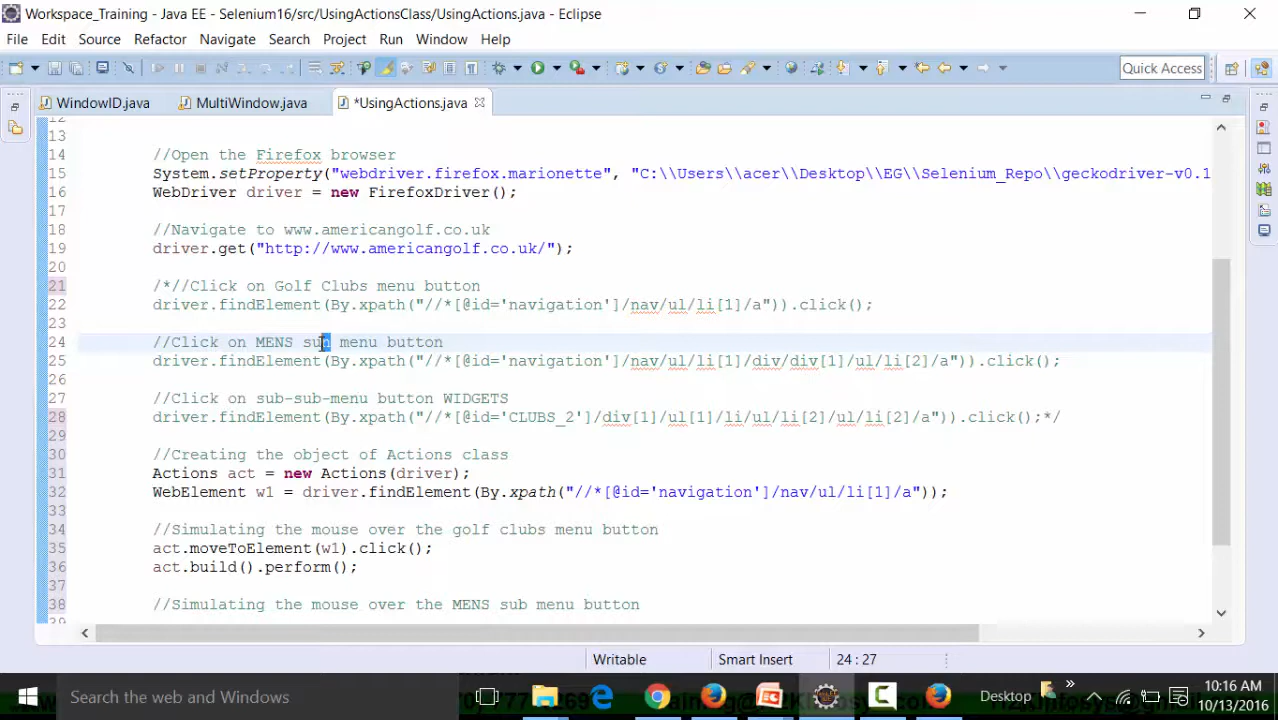 Workspace_Training - Java EE - Selenium16/src/UsingActionsClass/UsingActions.java - Eclipse
File Edit Source Refactor Navigate Search Project Run Window Help
Quick Access
WindowID.java MultiWindow.java *UsingActions.java
12
13
14 //Open the Firefox browser
15 System.setProperty("webdriver.firefox.marionette", "C:\\Users\\acer\\Desktop\\EG\\Selenium_Repo\\geckodriver-v0.1
16 WebDriver driver = new FirefoxDriver();
17
18 //Navigate to www.americangolf.co.uk
19 driver.get("http://www.americangolf.co.uk/");
20
21 /*//Click on Golf Clubs menu button
22 driver.findElement(By.xpath("//*[@id='navigation']/nav/ul/li[1]/a")).click();
23
24 //Click on MENS sun menu button
25 driver.findElement(By.xpath("//*[@id='navigation']/nav/ul/li[1]/div/div[1]/ul/li[2]/a")).click();
26
27 //Click on sub-sub-menu button WIDGETS
28 driver.findElement(By.xpath("//*[@id='CLUBS_2']/div[1]/ul[1]/li/ul/li[2]/ul/li[2]/a")).click();*/
29
30 //Creating the object of Actions class
31 Actions act = new Actions(driver);
32 WebElement w1 = driver.findElement(By.xpath("//*[@id='navigation']/nav/ul/li[1]/a"));
33
34 //Simulating the mouse over the golf clubs menu button
35 act.moveToElement(w1).click();
36 act.build().perform();
37
38 //Simulating the mouse over the MENS sub menu button
39
Writable Smart Insert 24 : 27
Search the web and Windows
Desktop
10:16 AM
10/13/2016